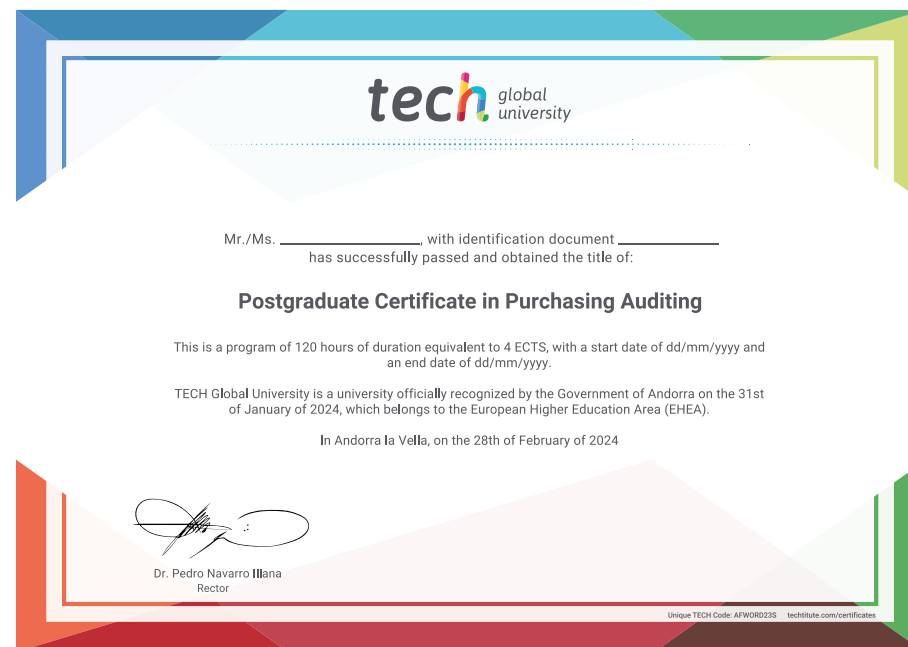 tech global university
Mr./Ms. ____________, with identification document ____________
has successfully passed and obtained the title of:
Postgraduate Certificate in Purchasing Auditing
This is a program of 120 hours of duration equivalent to 4 ECTS, with a start date of dd/mm/yyyy and
an end date of dd/mm/yyyy.
TECH Global University is a university officially recognized by the Government of Andorra on the 31st
of January of 2024, which belongs to the European Higher Education Area (EHEA).
In Andorra la Vella, on the 28th of February of 2024
Dr. Pedro Navarro Illana
Rector
Unique TECH Code: AFWORD23S techtitute.com/certificates